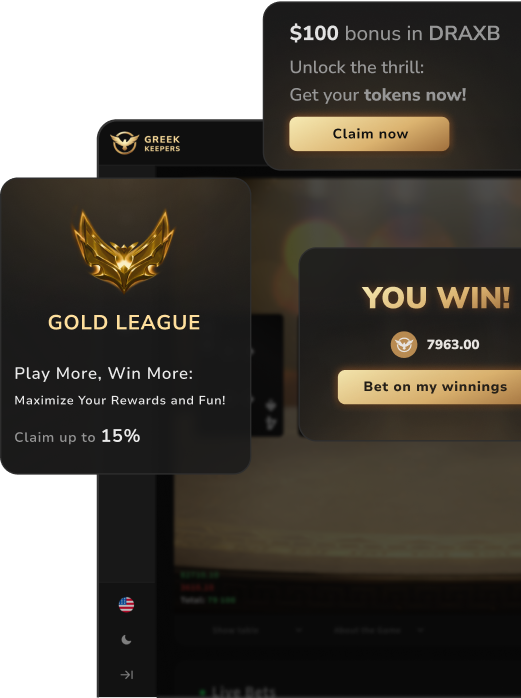 $100 bonus in DRAXB
Unlock the thrill:
Get your tokens now!
Claim now
GREEK
KEEPERS
GOLD LEAGUE
Play More, Win More:
Maximize Your Rewards and Fun!
Claim up to 15%
YOU WIN!
7963.00
Bet on my winnings
Live Bets